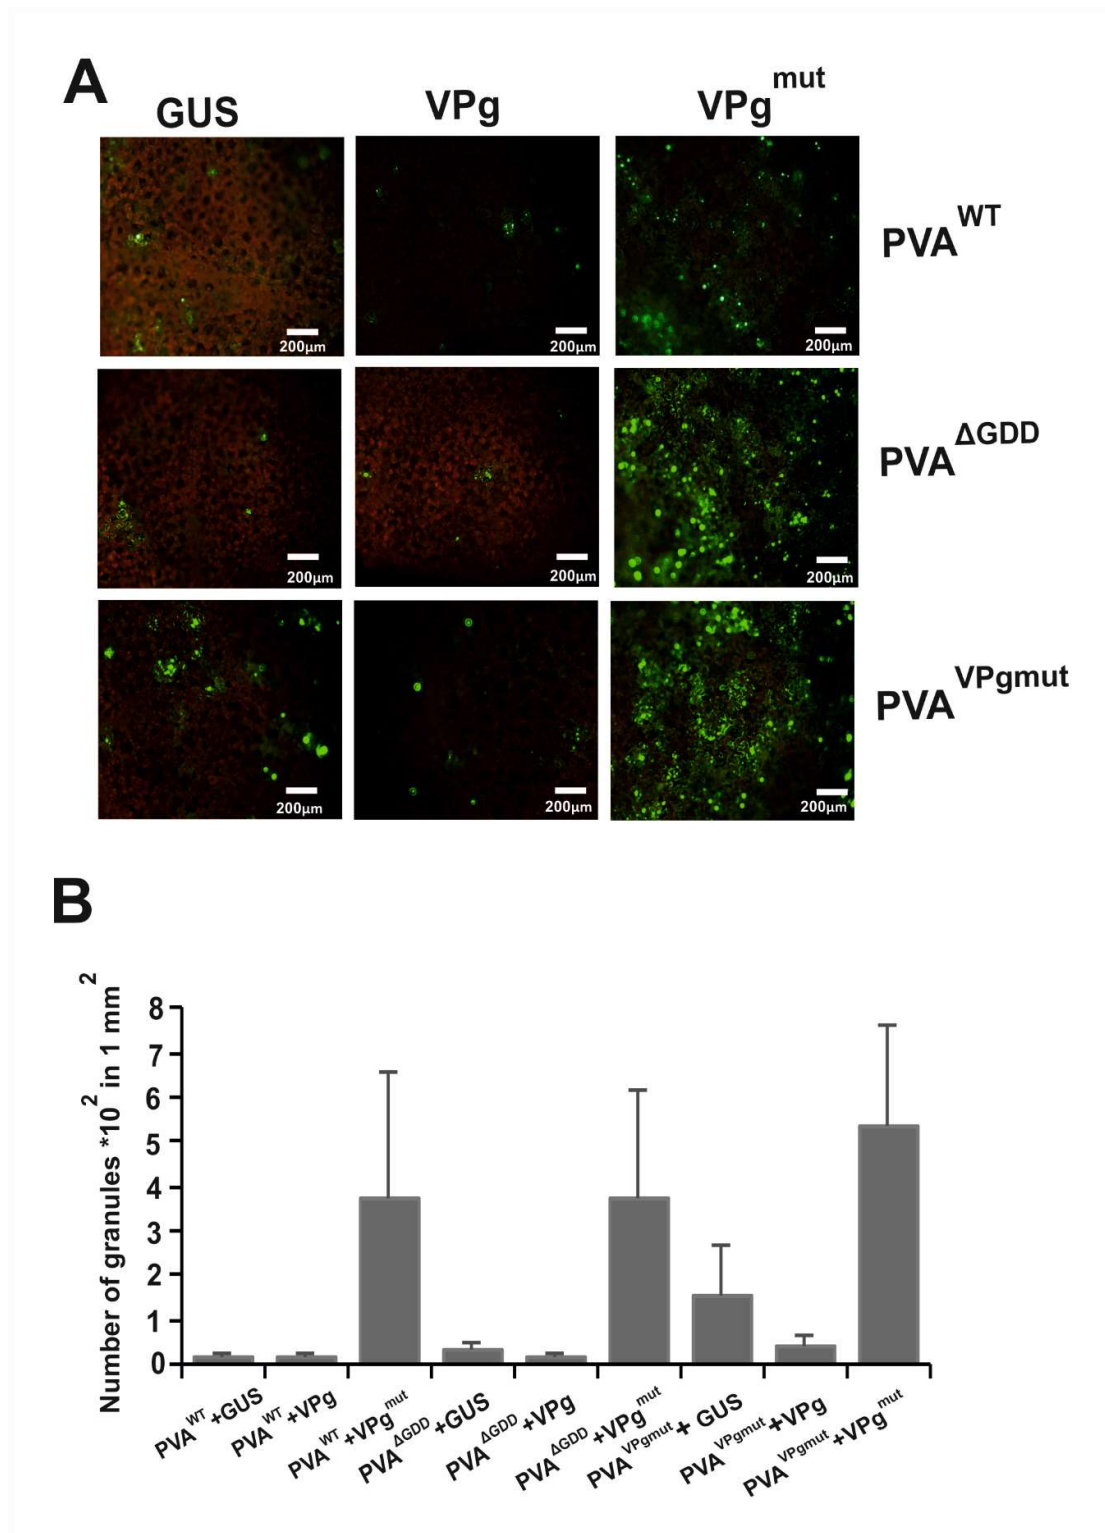 A
GUS VPg VPg^mut
200µm 200µm 200µm PVA^WT
200µm 200µm 200µm PVA^ΔGDD
200µm 200µm 200µm PVA^VPgmut
B
Number of granules *10^2 in 1 mm^2
8
7
6
5
4
3
2
1
0
PVA^WT +GUS
PVA^WT +VPg
PVA^WT +VPg^mut
PVA^ΔGDD +GUS
PVA^ΔGDD +VPg
PVA^ΔGDD +VPg^mut
PVA^VPgmut + GUS
PVA^VPgmut +VPg
PVA^VPgmut +VPg^mut